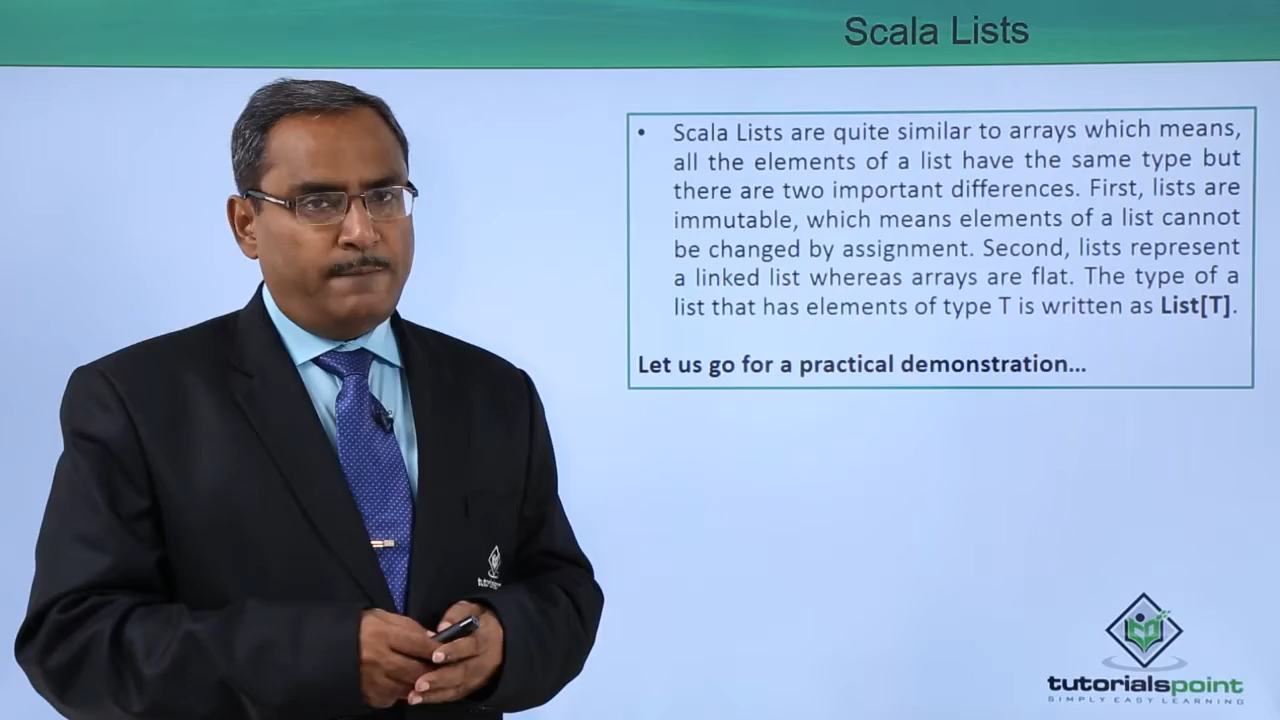 Scala Lists
• Scala Lists are quite similar to arrays which means,
all the elements of a list have the same type but
there are two important differences. First, lists are
immutable, which means elements of a list cannot
be changed by assignment. Second, lists represent
a linked list whereas arrays are flat. The type of a
list that has elements of type T is written as List[T].
Let us go for a practical demonstration...
tutorialspoint
SIMPLY EASY LEARNING